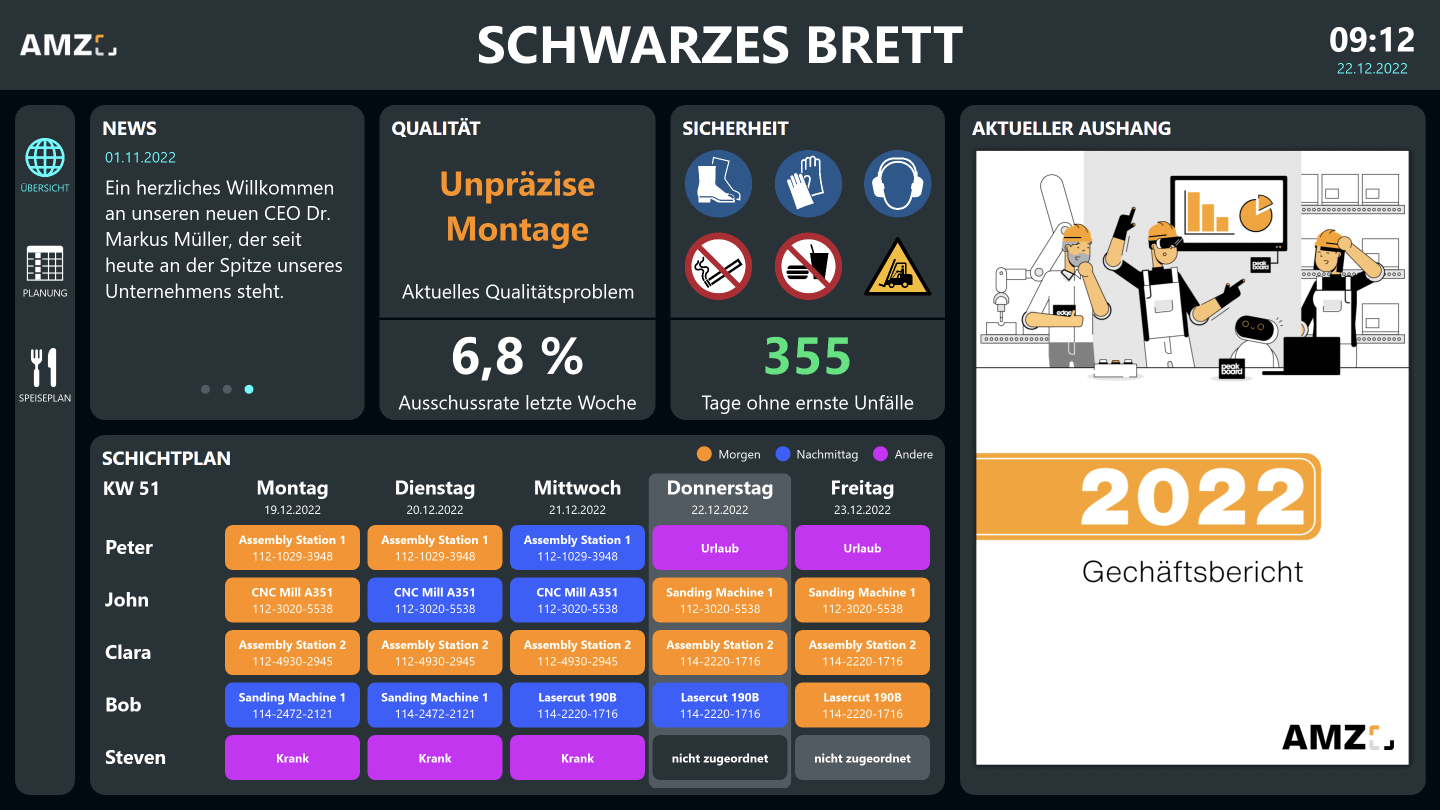 AMZ
SCHWARZES BRETT
09:12
22.12.2022
ÜBERSICHT
PLANUNG
SPEISEPLAN
NEWS
01.11.2022
Ein herzliches Willkommen
an unseren neuen CEO Dr.
Markus Müller, der seit
heute an der Spitze unseres
Unternehmens steht.
QUALITÄT
Unpräzise
Montage
Aktuelles Qualitätsproblem
6,8 %
Ausschussrate letzte Woche
SICHERHEIT
355
Tage ohne ernste Unfälle
AKTUELLER AUSHANG
peak
board
edge
peak
board
2022
Gechäftsbericht
AMZ
SCHICHTPLAN
Morgen Nachmittag Andere
KW 51 Montag Dienstag Mittwoch Donnerstag Freitag
19.12.2022 20.12.2022 21.12.2022 22.12.2022 23.12.2022
Peter
Assembly Station 1 Assembly Station 1 Assembly Station 1 Urlaub Urlaub
112-1029-3948 112-1029-3948 112-1029-3948
John
CNC Mill A351 CNC Mill A351 CNC Mill A351 Sanding Machine 1 Sanding Machine 1
112-3020-5538 112-3020-5538 112-3020-5538 112-3020-5538 112-3020-5538
Clara
Assembly Station 2 Assembly Station 2 Assembly Station 2 Assembly Station 2 Assembly Station 2
112-4930-2945 112-4930-2945 112-4930-2945 114-2220-1716 114-2220-1716
Bob
Sanding Machine 1 Sanding Machine 1 Lasercut 190B Lasercut 190B Lasercut 190B
114-2472-2121 114-2472-2121 114-2220-1716 114-2220-1716 114-2220-1716
Steven
Krank Krank Krank nicht zugeordnet nicht zugeordnet